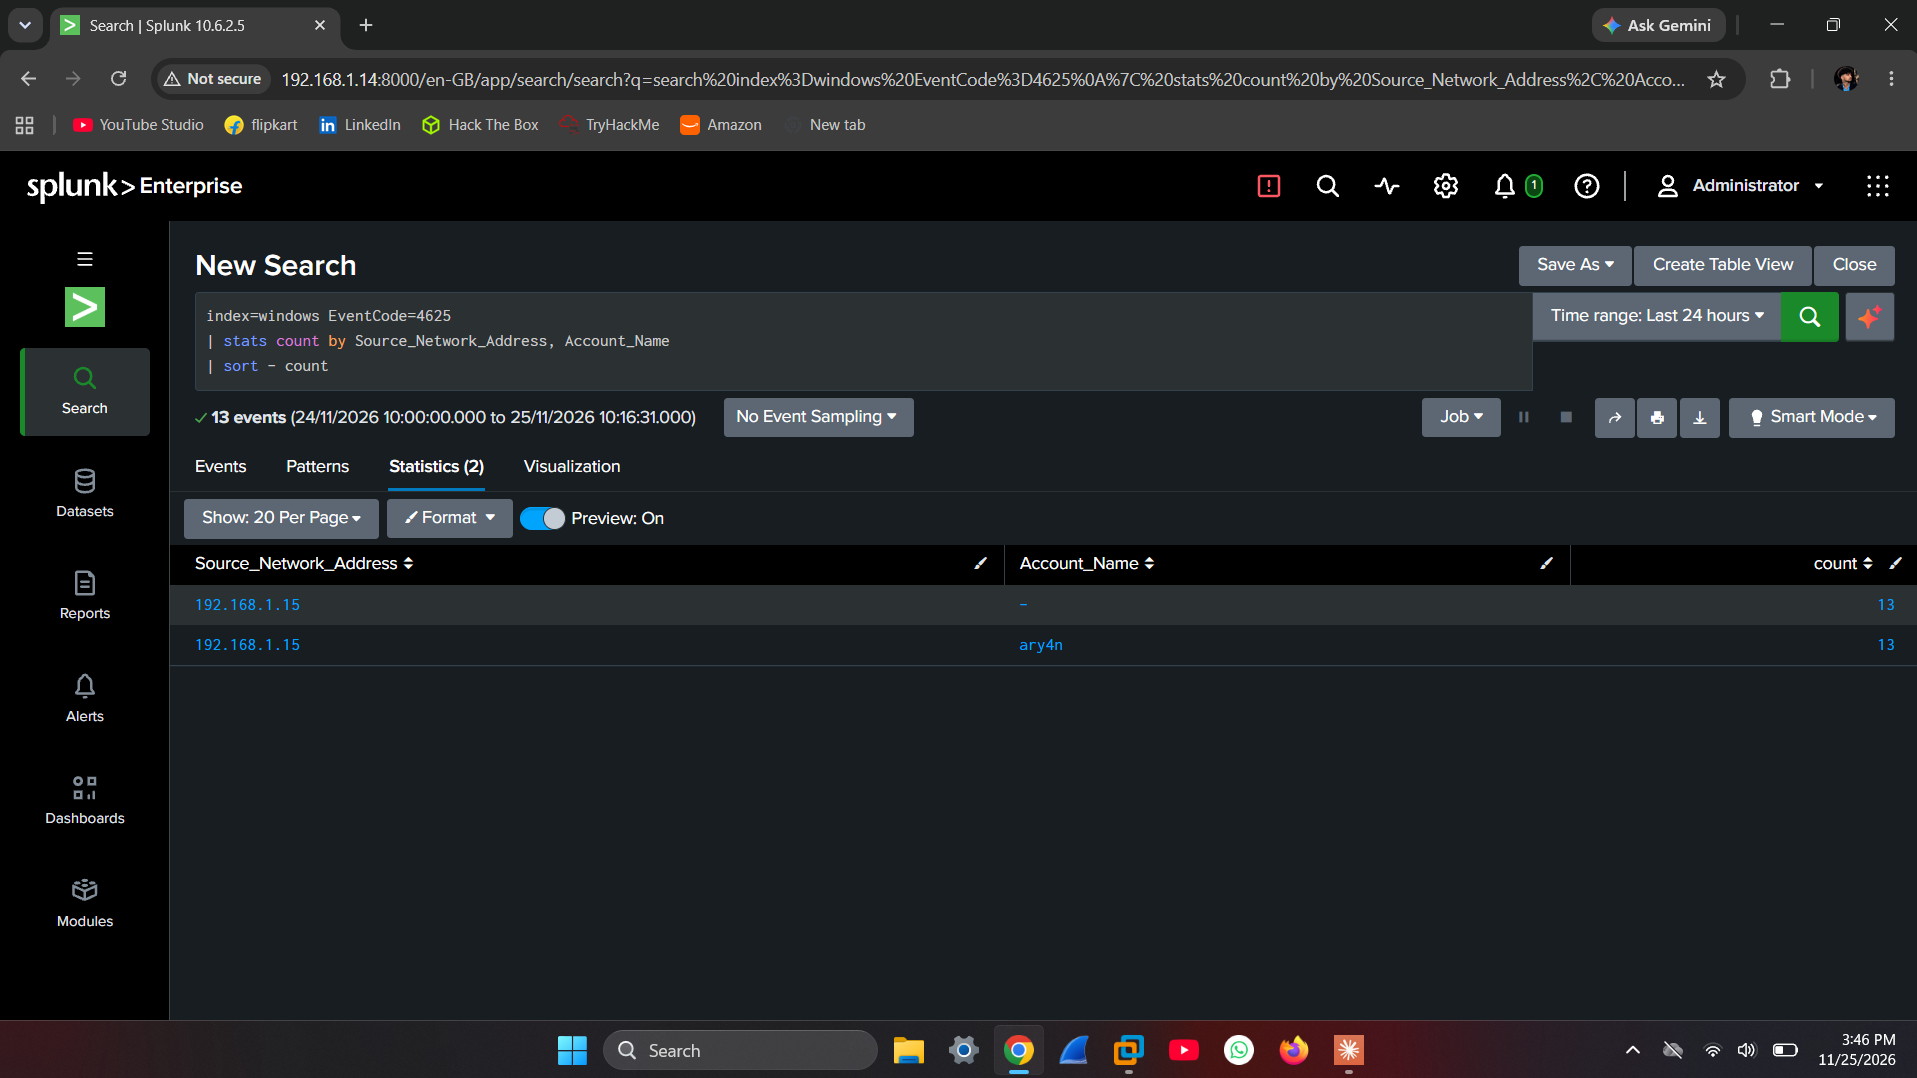 Search | Splunk 10.6.2.5
Ask Gemini
Not secure
192.168.1.14:8000/en-GB/app/search/search?q=search%20index%3Dwindows%20EventCode%3D4625%0A%7C%20stats%20count%20by%20Source_Network_Address%2C%20Acco...
YouTube Studio
flipkart
LinkedIn
Hack The Box
TryHackMe
Amazon
New tab
splunk> Enterprise
1
Administrator
New Search
Save As
Create Table View
Close
index=windows EventCode=4625
| stats count by Source_Network_Address, Account_Name
| sort - count
Time range: Last 24 hours
13 events (24/11/2026 10:00:00.000 to 25/11/2026 10:16:31.000)
No Event Sampling
Job
Smart Mode
Events
Patterns
Statistics (2)
Visualization
Show: 20 Per Page
Format
Preview: On
Source_Network_Address
Account_Name
count
192.168.1.15
-
13
192.168.1.15
ary4n
13
Search
Datasets
Reports
Alerts
Dashboards
Modules
Search
3:46 PM
11/25/2026